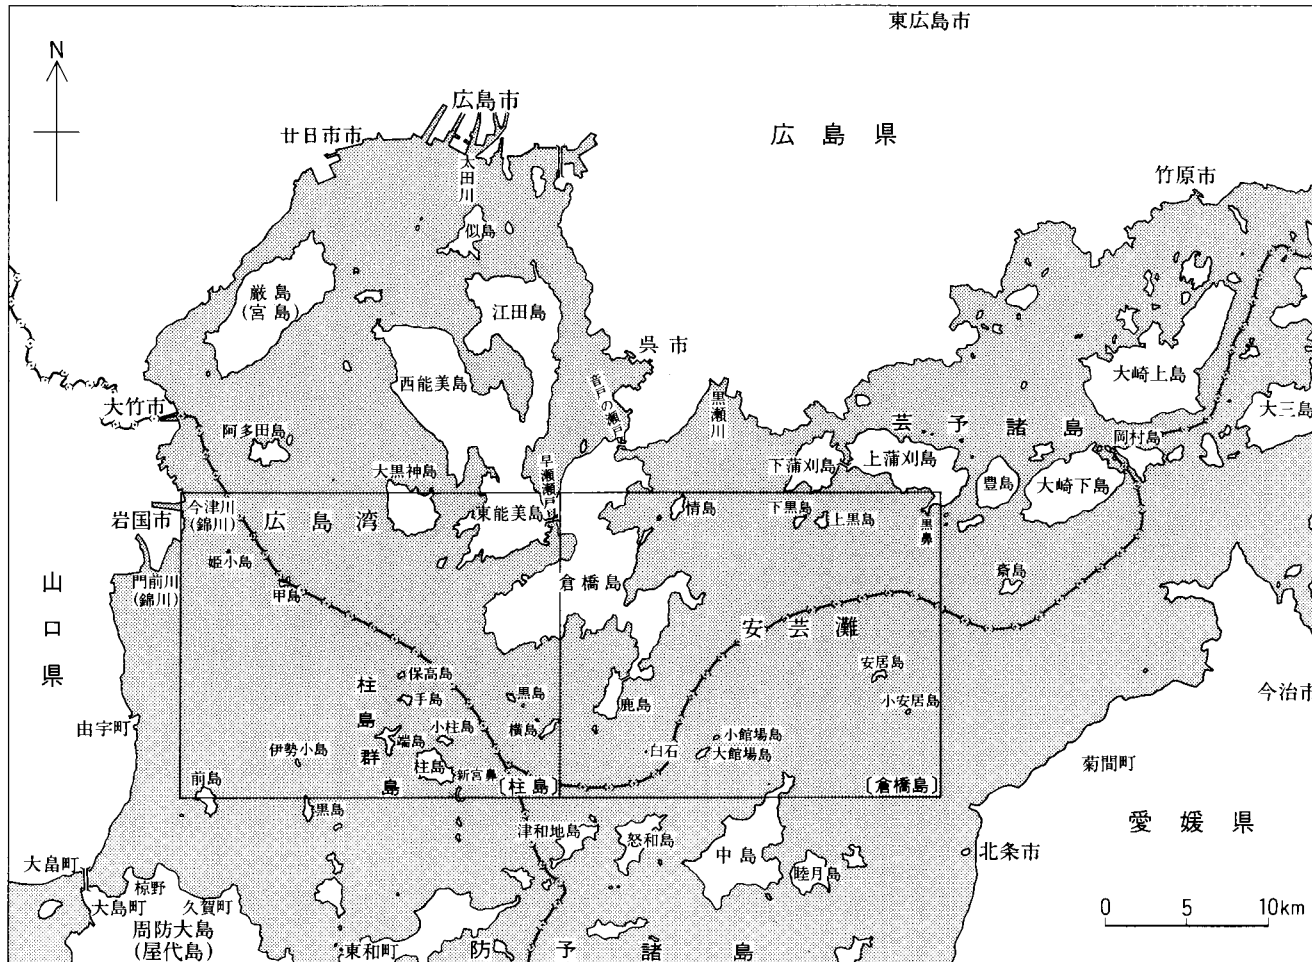 東広島市
N
広島市
廿日市市
広島県
太田川
竹原市
似島
厳島
(宮島)
江田島
呉市
西能美島
音戸の瀬戸
黒瀬川
大崎上島
大竹市
大三島
阿多田島
芸予諸島
岡村島
大黒神島
早瀬瀬戸
下蒲刈島
上蒲刈島
豊島
大崎下島
岩国市
今津川
(錦川)
広島湾
東能美島
情島
下黒島
上黒島
黒鼻
姫小島
門前川
(錦川)
甲島
倉橋島
斎島
山口県
安芸灘
保高島
安居島
柱島群島
手島
黒島
鹿島
小安居島
今治市
由宇町
小柱島
横島
端島
伊勢小島
柱島
白石
小館場島
大館場島
新宮鼻
菊間町
前島
〔柱島〕
〔倉橋島〕
黒島
津和地島
怒和島
愛媛県
中島
北条市
大畠町
睦月島
椋野
大島町
久賀町
周防大島
(屋代島)
東和町
防予諸島
0 5 10km